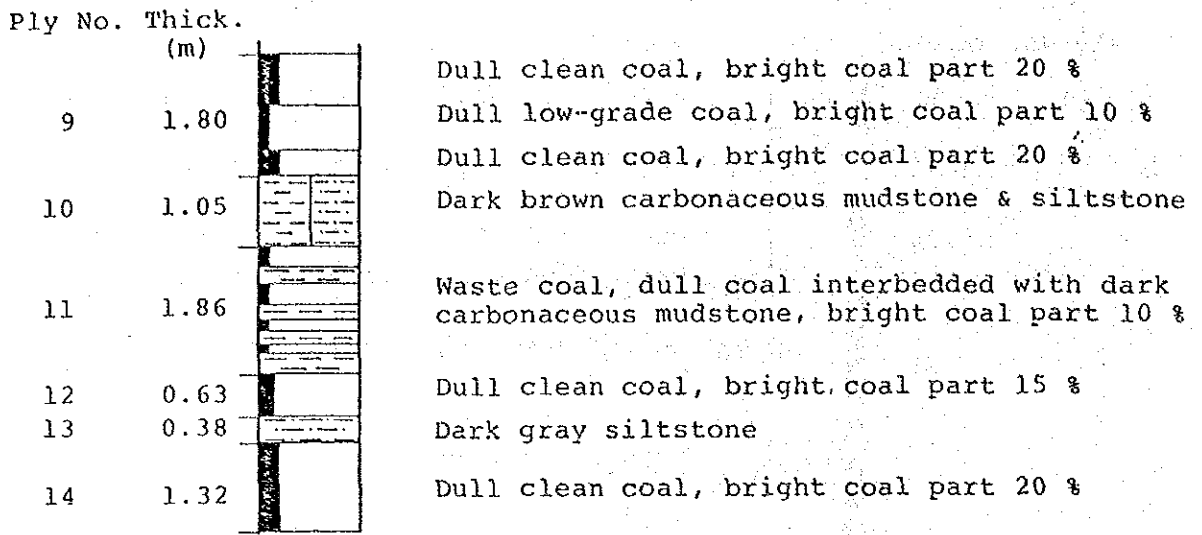 Ply No. Thick.
(m)
Dull clean coal, bright coal part 20 %
9 1.80 Dull low-grade coal, bright coal part 10 %
Dull clean coal, bright coal part 20 %
10 1.05 Dark brown carbonaceous mudstone & siltstone
Waste coal, dull coal interbedded with dark
11 1.86 carbonaceous mudstone, bright coal part 10 %
12 0.63 Dull clean coal, bright coal part 15 %
13 0.38 Dark gray siltstone
14 1.32 Dull clean coal, bright coal part 20 %